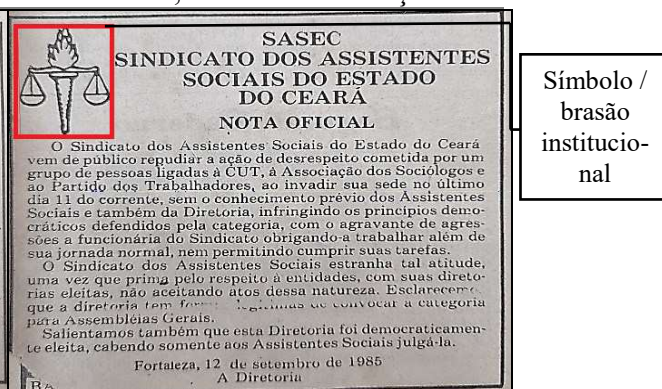 SASEC
SINDICATO DOS ASSISTENTES
SOCIAIS DO ESTADO
DO CEARÁ
NOTA OFICIAL
O Sindicato dos Assistentes Sociais do Estado do Ceará
vem de público repudiar a ação de desrespeito cometida por um
grupo de pessoas ligadas à CUT, à Associação dos Sociólogos e
ao Partido dos Trabalhadores, ao invadir sua sede no último
dia 11 do corrente, sem o conhecimento prévio dos Assistentes
Sociais e também da Diretoria, infringindo os princípios demo-
cráticos defendidos pela categoria, com o agravante de agres-
sões a funcionária do Sindicato obrigando-a trabalhar além de
sua jornada normal, nem permitindo cumprir suas tarefas.
O Sindicato dos Assistentes Sociais estranha tal atitude,
uma vez que prima pelo respeito à entidades, com suas direto-
rias eleitas, não aceitando atos dessa natureza.
que a diretoria tem de convocar a categoria
para Assembléias Gerais.
Salientamos também que esta Diretoria foi democraticamen-
te eleita, cabendo somente aos Assistentes Sociais julgá-la.
Fortaleza, 12 de setembro de 1985
A Diretoria
Símbolo /
brasão
institucio-
nal